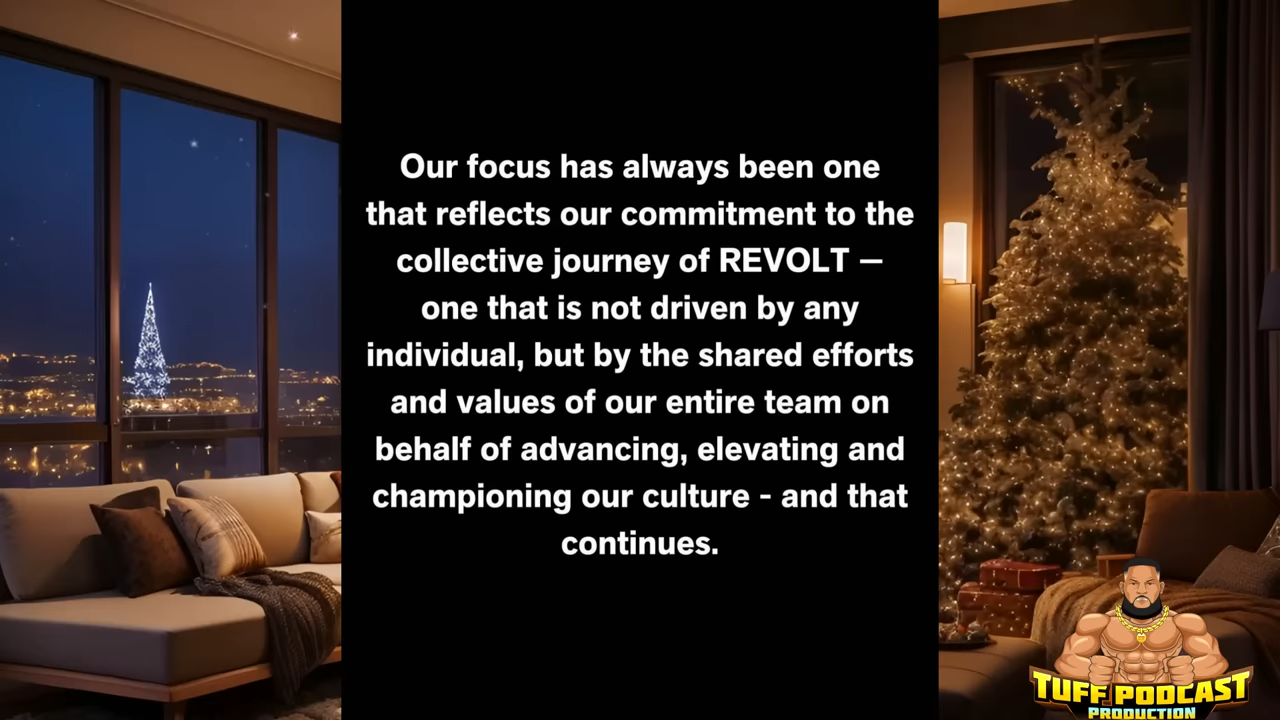 Our focus has always been one
that reflects our commitment to the
collective journey of REVOLT —
one that is not driven by any
individual, but by the shared efforts
and values of our entire team on
behalf of advancing, elevating and
championing our culture - and that
continues.
TUFF PODCAST
PRODUCTION